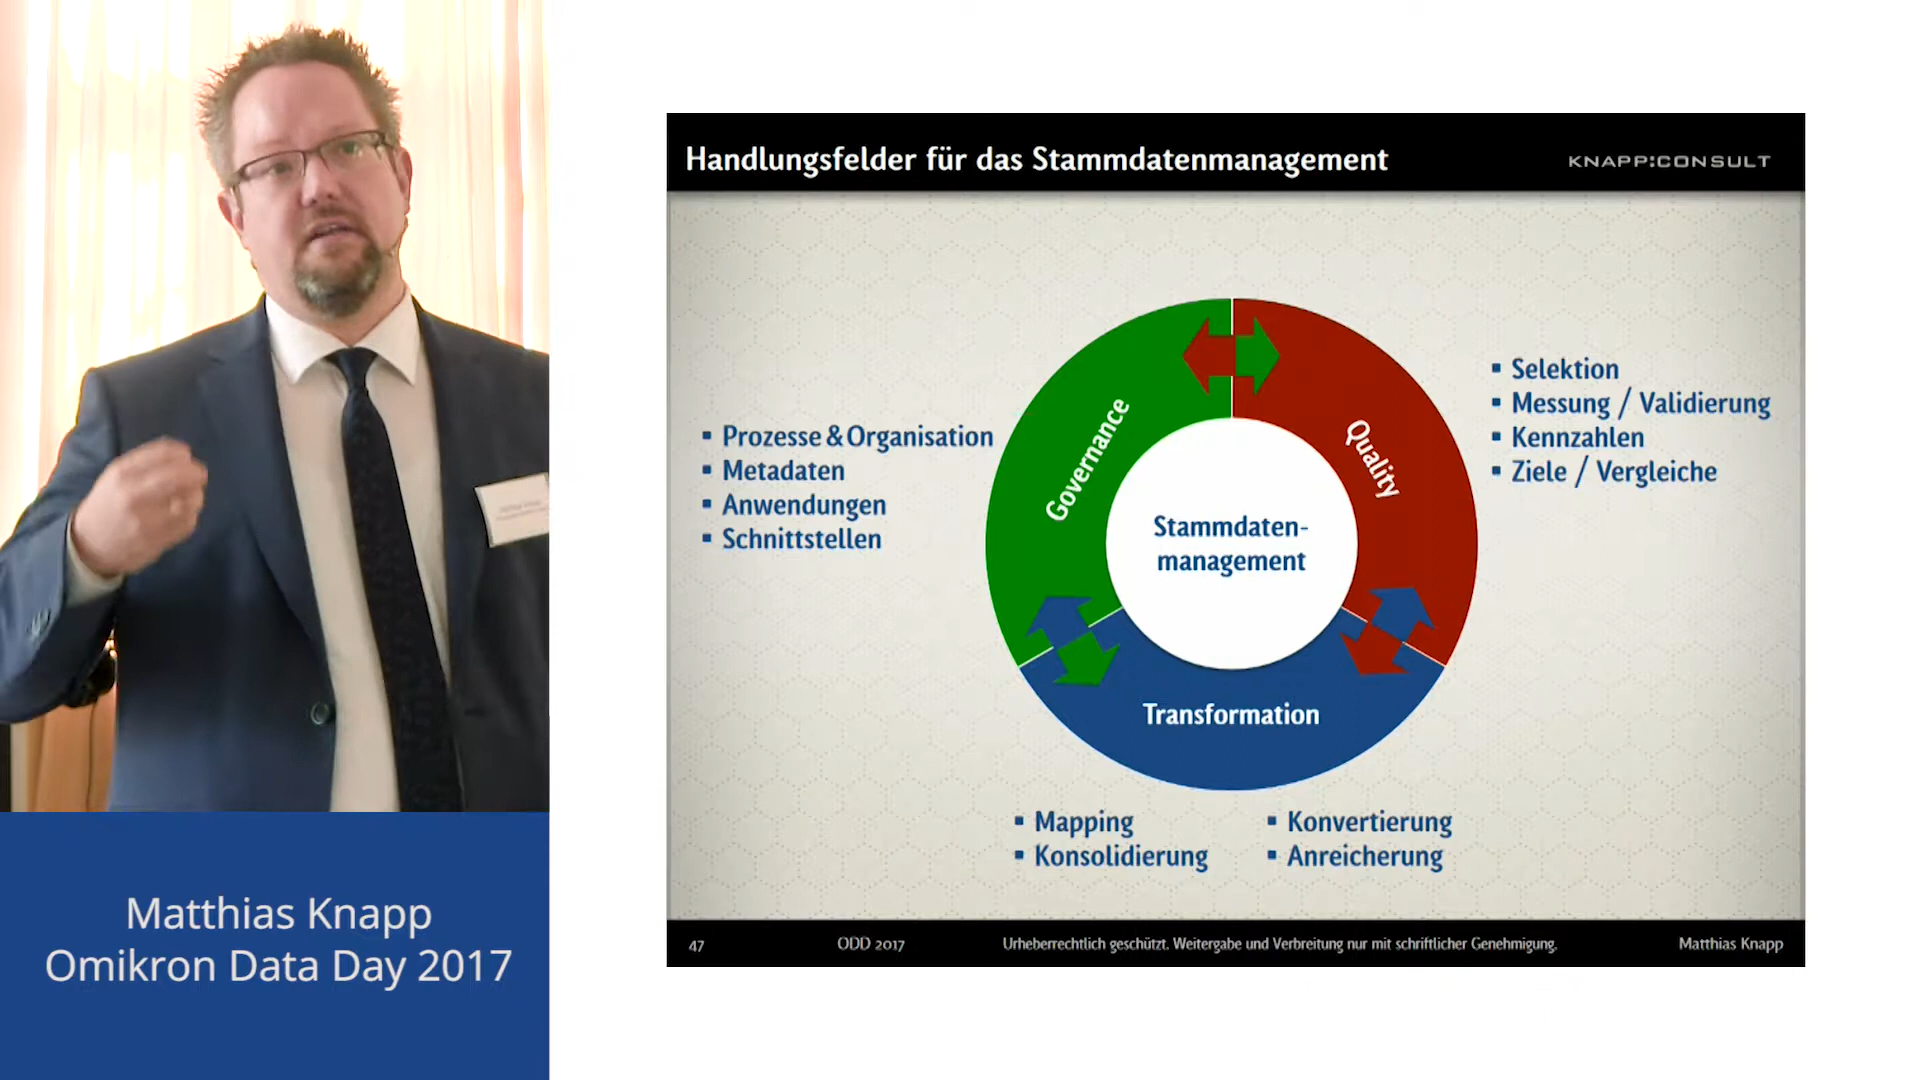 Handlungsfelder für das Stammdatenmanagement
KNAPP:CONSULT
Governance
Quality
Transformation
Stammdaten-
management
▪ Prozesse & Organisation
▪ Metadaten
▪ Anwendungen
▪ Schnittstellen
▪ Selektion
▪ Messung / Validierung
▪ Kennzahlen
▪ Ziele / Vergleiche
▪ Mapping
▪ Konsolidierung
▪ Konvertierung
▪ Anreicherung
47
ODD 2017
Urheberrechtlich geschützt. Weitergabe und Verbreitung nur mit schriftlicher Genehmigung.
Matthias Knapp
Matthias Knapp
Omikron Data Day 2017